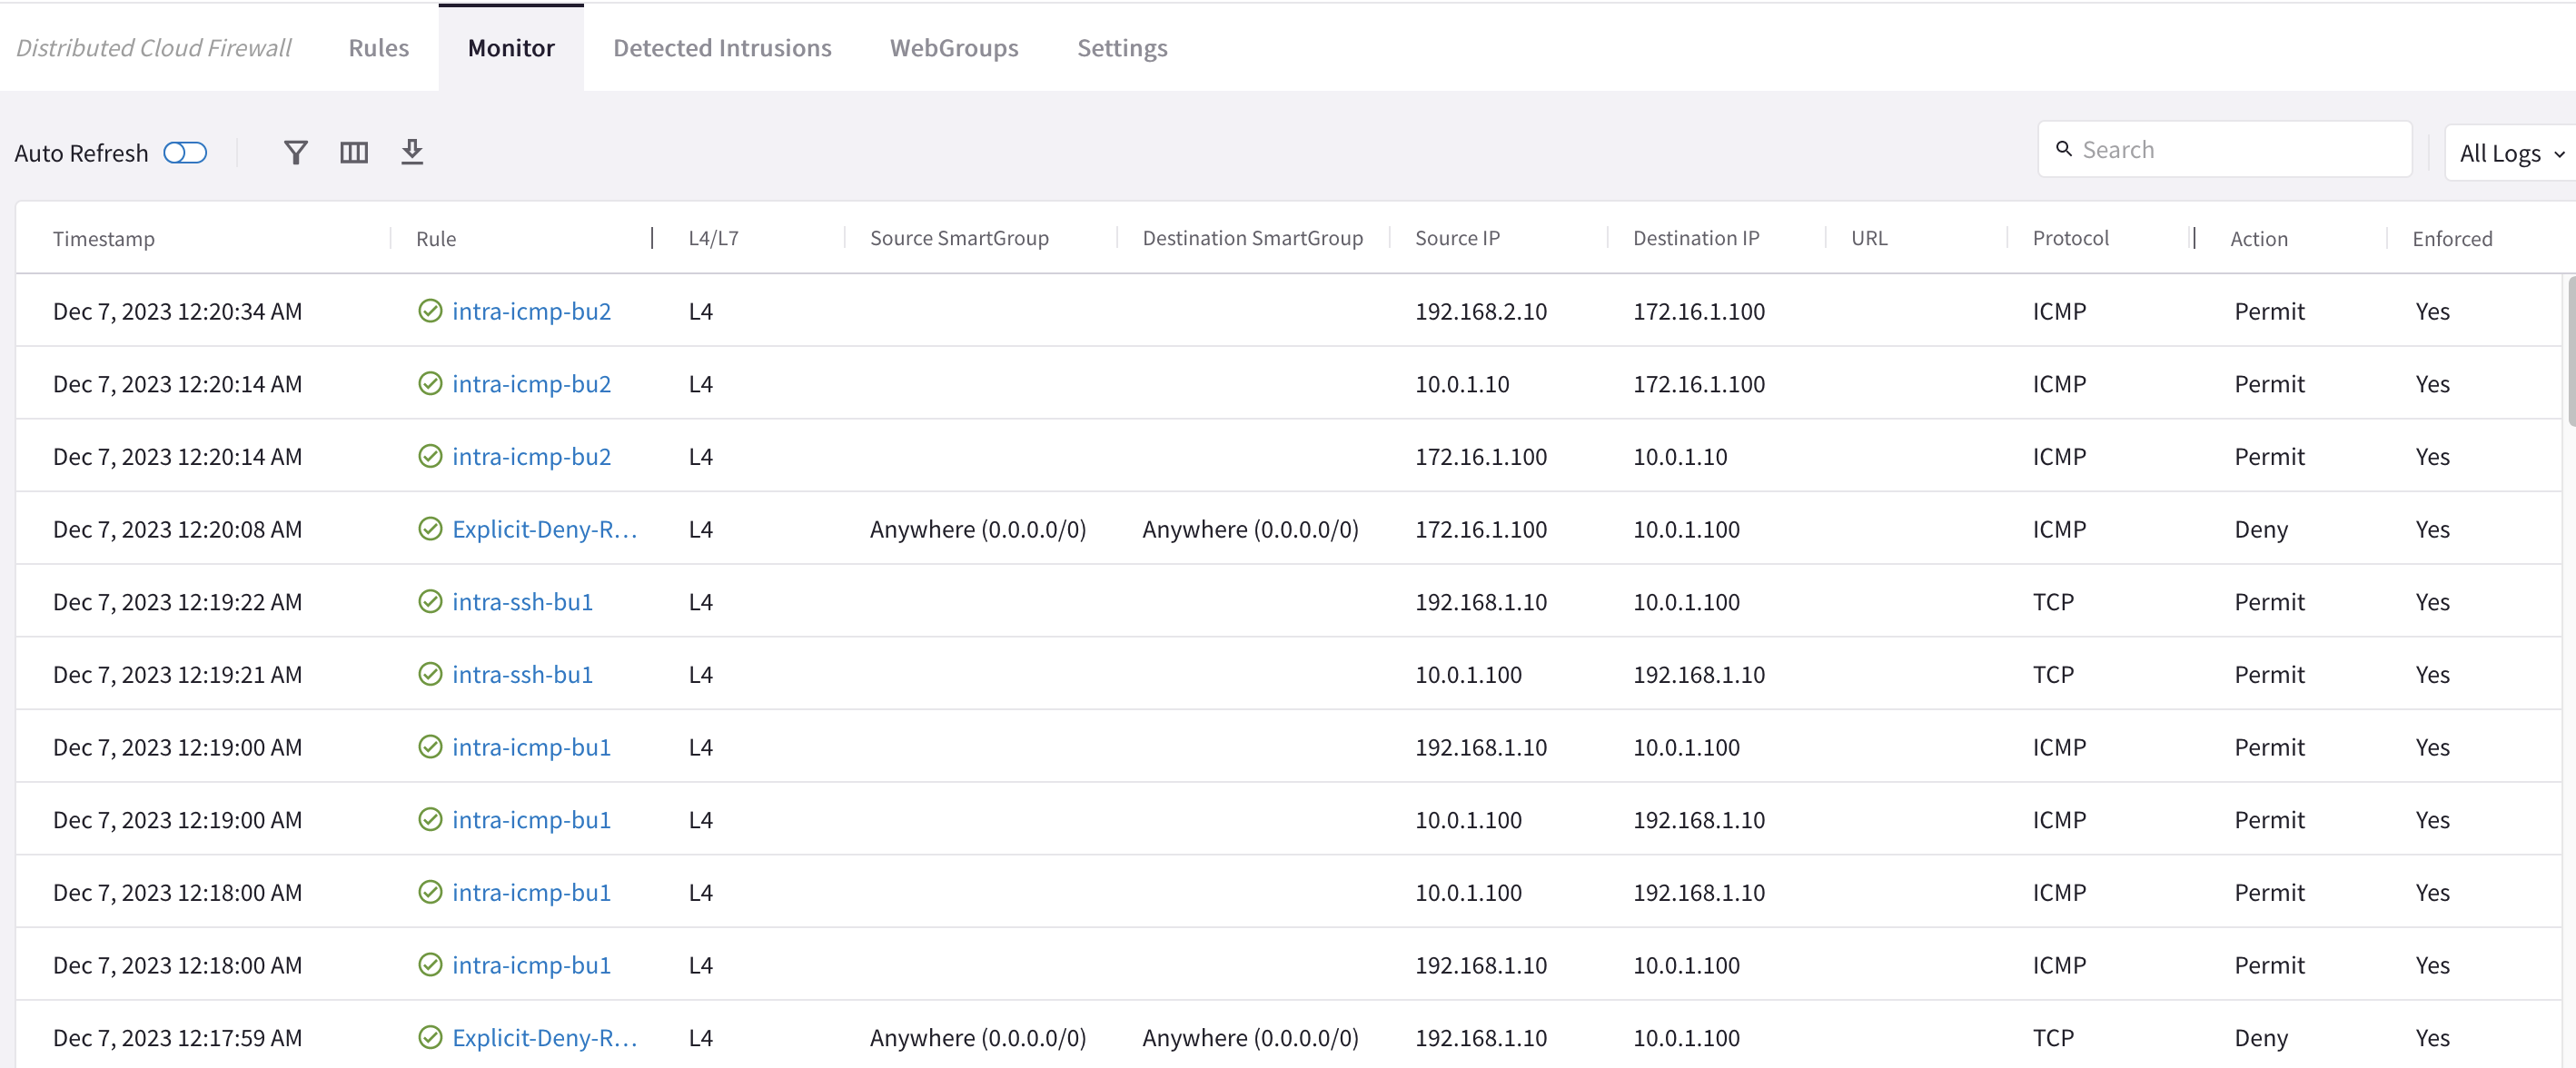 Distributed Cloud Firewall Rules Monitor Detected Intrusions WebGroups Settings
Auto Refresh Search All Logs
Timestamp Rule L4/L7 Source SmartGroup Destination SmartGroup Source IP Destination IP URL Protocol Action Enforced
Dec 7, 2023 12:20:34 AM intra-icmp-bu2 L4 192.168.2.10 172.16.1.100 ICMP Permit Yes
Dec 7, 2023 12:20:14 AM intra-icmp-bu2 L4 10.0.1.10 172.16.1.100 ICMP Permit Yes
Dec 7, 2023 12:20:14 AM intra-icmp-bu2 L4 172.16.1.100 10.0.1.10 ICMP Permit Yes
Dec 7, 2023 12:20:08 AM Explicit-Deny-R... L4 Anywhere (0.0.0.0/0) Anywhere (0.0.0.0/0) 172.16.1.100 10.0.1.100 ICMP Deny Yes
Dec 7, 2023 12:19:22 AM intra-ssh-bu1 L4 192.168.1.10 10.0.1.100 TCP Permit Yes
Dec 7, 2023 12:19:21 AM intra-ssh-bu1 L4 10.0.1.100 192.168.1.10 TCP Permit Yes
Dec 7, 2023 12:19:00 AM intra-icmp-bu1 L4 192.168.1.10 10.0.1.100 ICMP Permit Yes
Dec 7, 2023 12:19:00 AM intra-icmp-bu1 L4 10.0.1.100 192.168.1.10 ICMP Permit Yes
Dec 7, 2023 12:18:00 AM intra-icmp-bu1 L4 10.0.1.100 192.168.1.10 ICMP Permit Yes
Dec 7, 2023 12:18:00 AM intra-icmp-bu1 L4 192.168.1.10 10.0.1.100 ICMP Permit Yes
Dec 7, 2023 12:17:59 AM Explicit-Deny-R... L4 Anywhere (0.0.0.0/0) Anywhere (0.0.0.0/0) 192.168.1.10 10.0.1.100 TCP Deny Yes